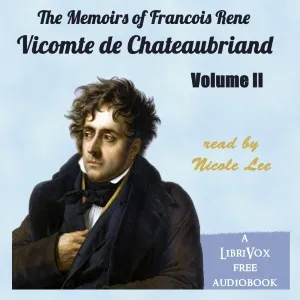 The Memoirs of Francois Rene
Vicomte de Chateaubriand
Volume II
read by
Nicole Lee
A
LibriVox
free
audiobook